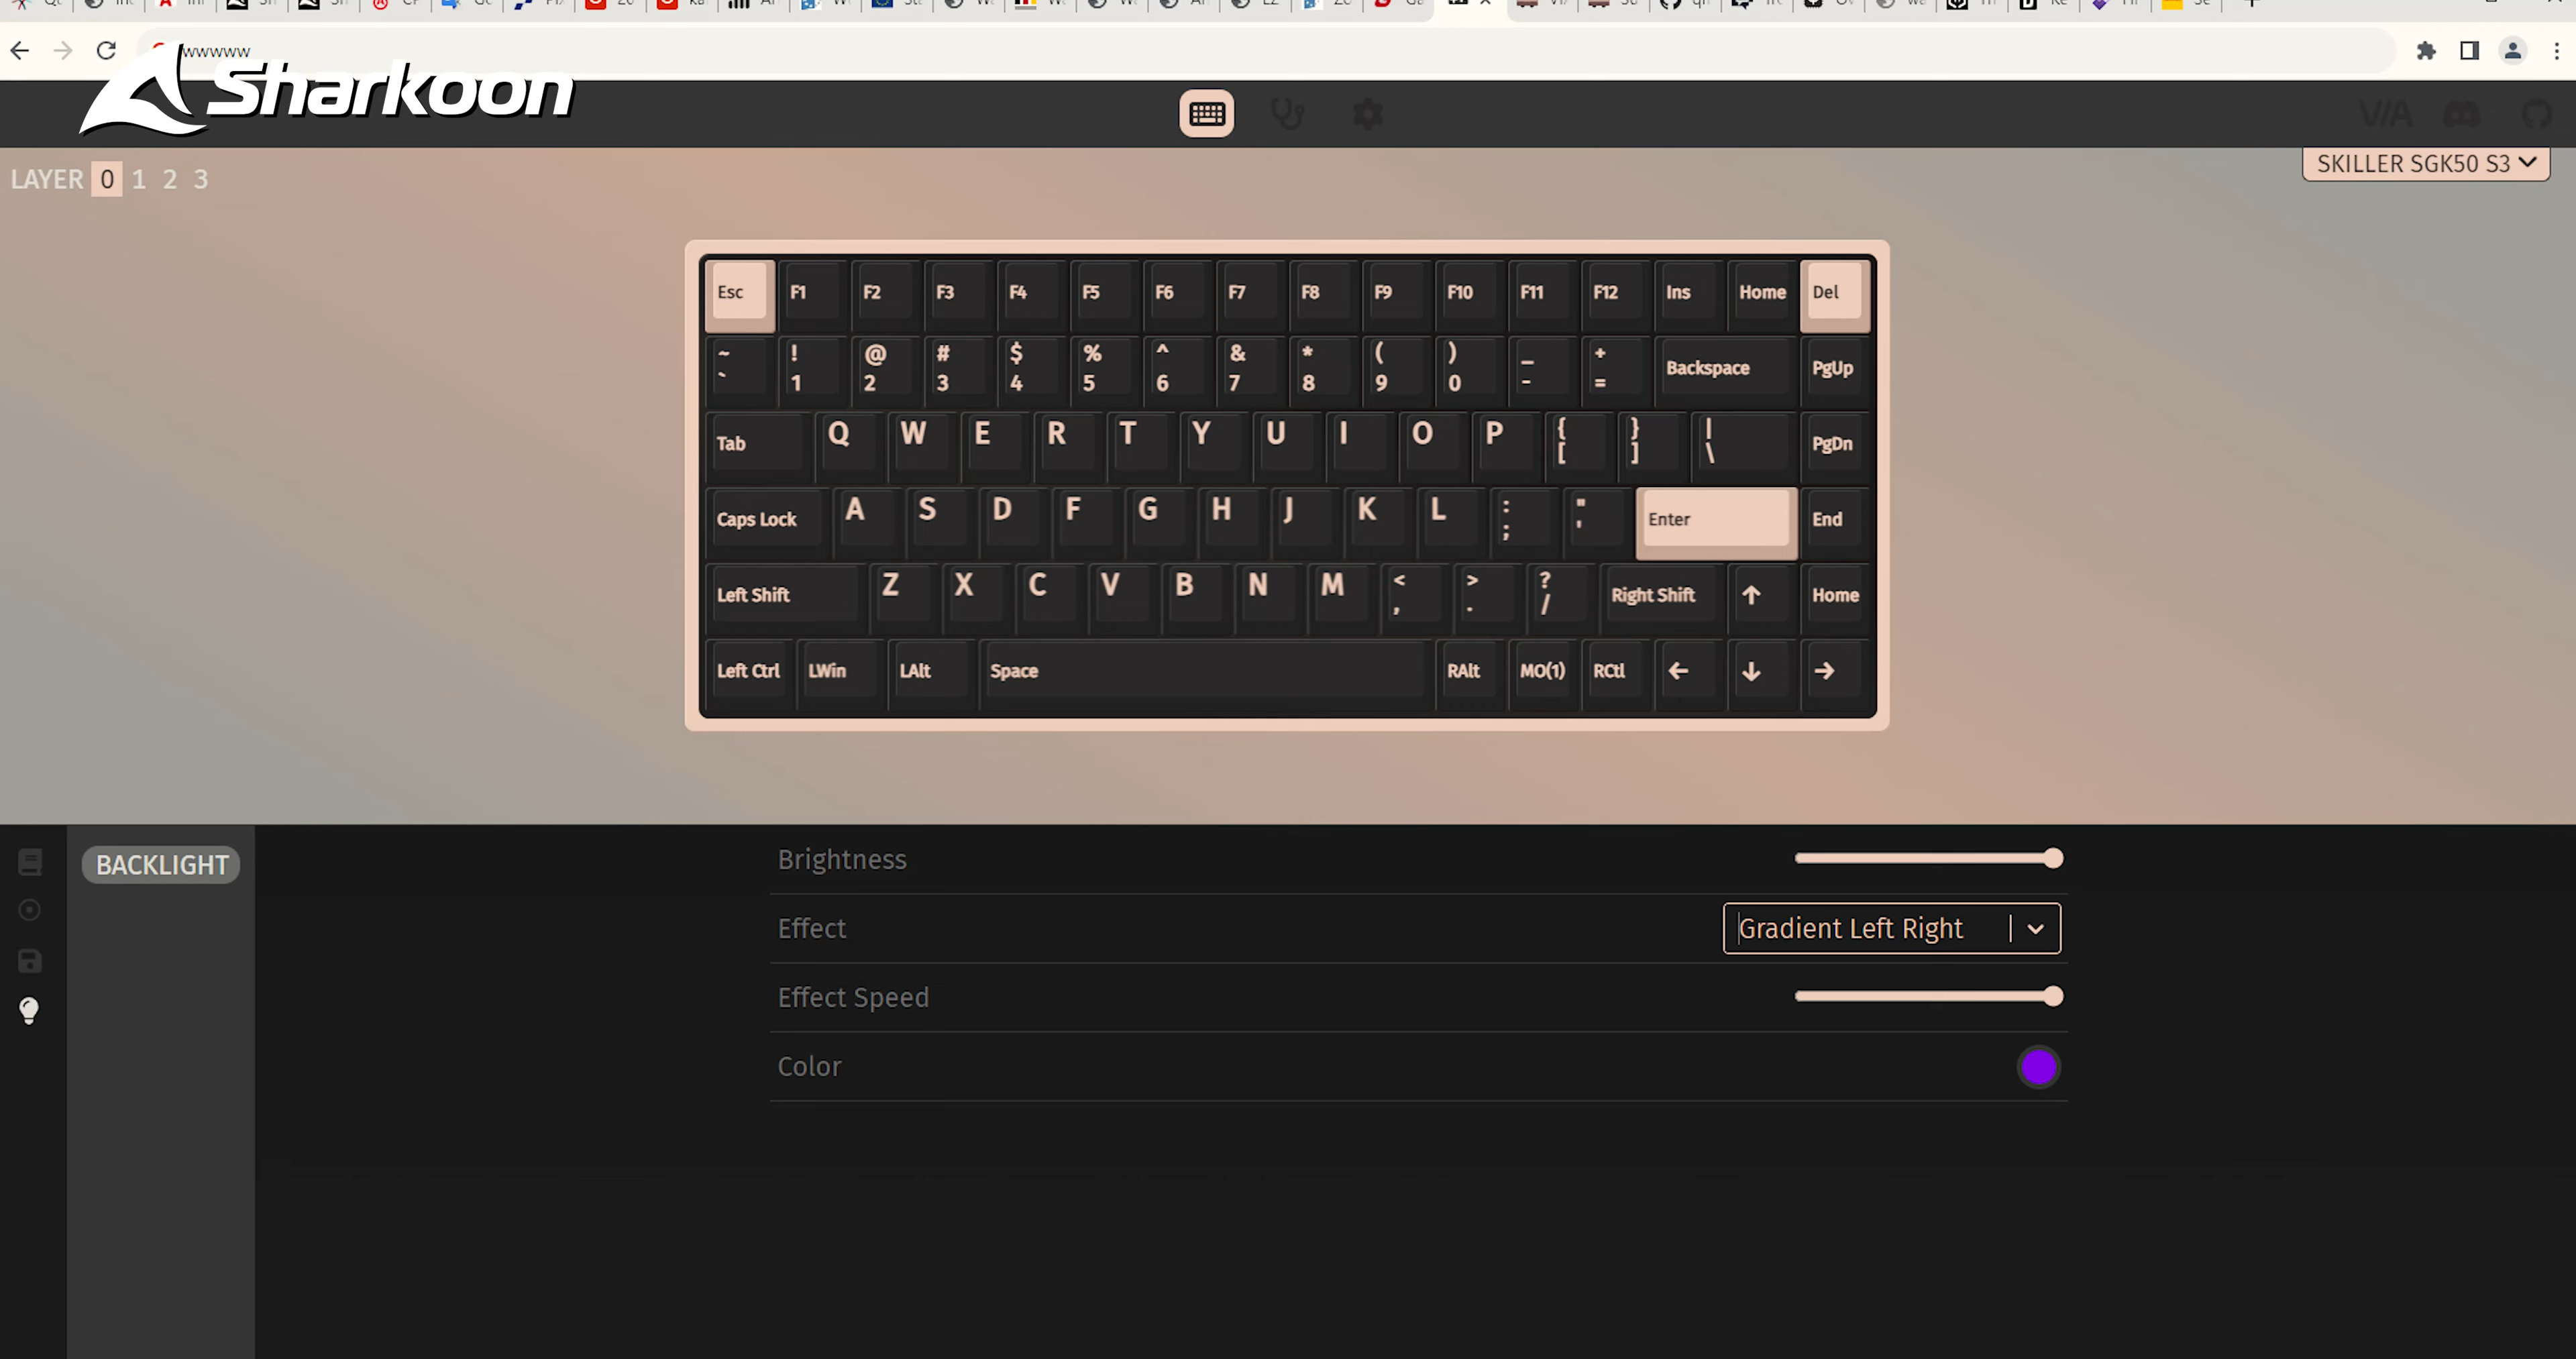 wwwww
Sharkoon
VIA
LAYER 0 1 2 3
SKILLER SGK50 S3
Esc F1 F2 F3 F4 F5 F6 F7 F8 F9 F10 F11 F12 Ins Home Del
~ ! @ # $ % ^ & * ( ) _ +
` 1 2 3 4 5 6 7 8 9 0 - = Backspace PgUp
Tab Q W E R T Y U I O P { } | PgDn
[ ] \
Caps Lock A S D F G H J K L : " Enter End
; '
Left Shift Z X C V B N M < > ? Right Shift ↑ Home
, . /
Left Ctrl LWin LAlt Space RAlt MO(1) RCtl ← ↓ →
BACKLIGHT
Brightness
Effect Gradient Left Right
Effect Speed
Color